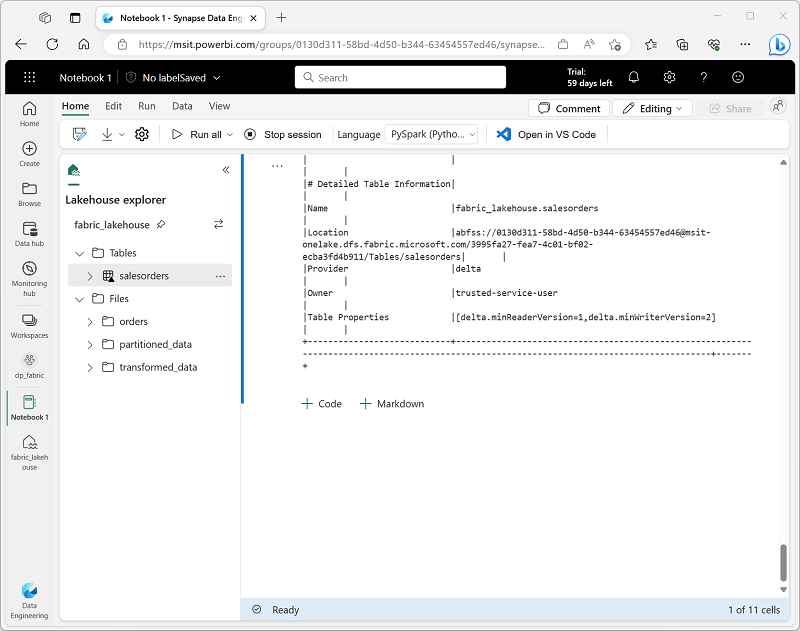 Notebook 1 - Synapse Data Eng
https://msit.powerbi.com/groups/0130d311-58bd-4d50-b344-63454557ed46/synapse...
Notebook 1
No labelSaved
Search
Trial:
59 days left
Home
Edit
Run
Data
View
Comment
Editing
Share
Run all
Stop session
Language
PySpark (Pytho...
Open in VS Code
Home
Create
Browse
Data hub
Monitoring
hub
Workspaces
dp_fabric
Notebook 1
fabric_lakeh
ouse
Data
Engineering
Lakehouse explorer
fabric_lakehouse
Tables
salesorders
Files
orders
partitioned_data
transformed_data
| |
| |
|# Detailed Table Information|
| |
|Name |fabric_lakehouse.salesorders
| |
|Location |abfss://0130d311-58bd-4d50-b344-63454557ed46@msit-
onelake.dfs.fabric.microsoft.com/3995fa27-fea7-4c01-bf02-
ecba3fd4b911/Tables/salesorders| |
|Provider |delta
| |
|Owner |trusted-service-user
| |
|Table Properties |[delta.minReaderVersion=1,delta.minWriterVersion=2]
| |
+----------------------------+----------------------------------------------------------
--------------------------------------------------------------------------------+-------
+
+ Code
+ Markdown
Ready
1 of 11 cells